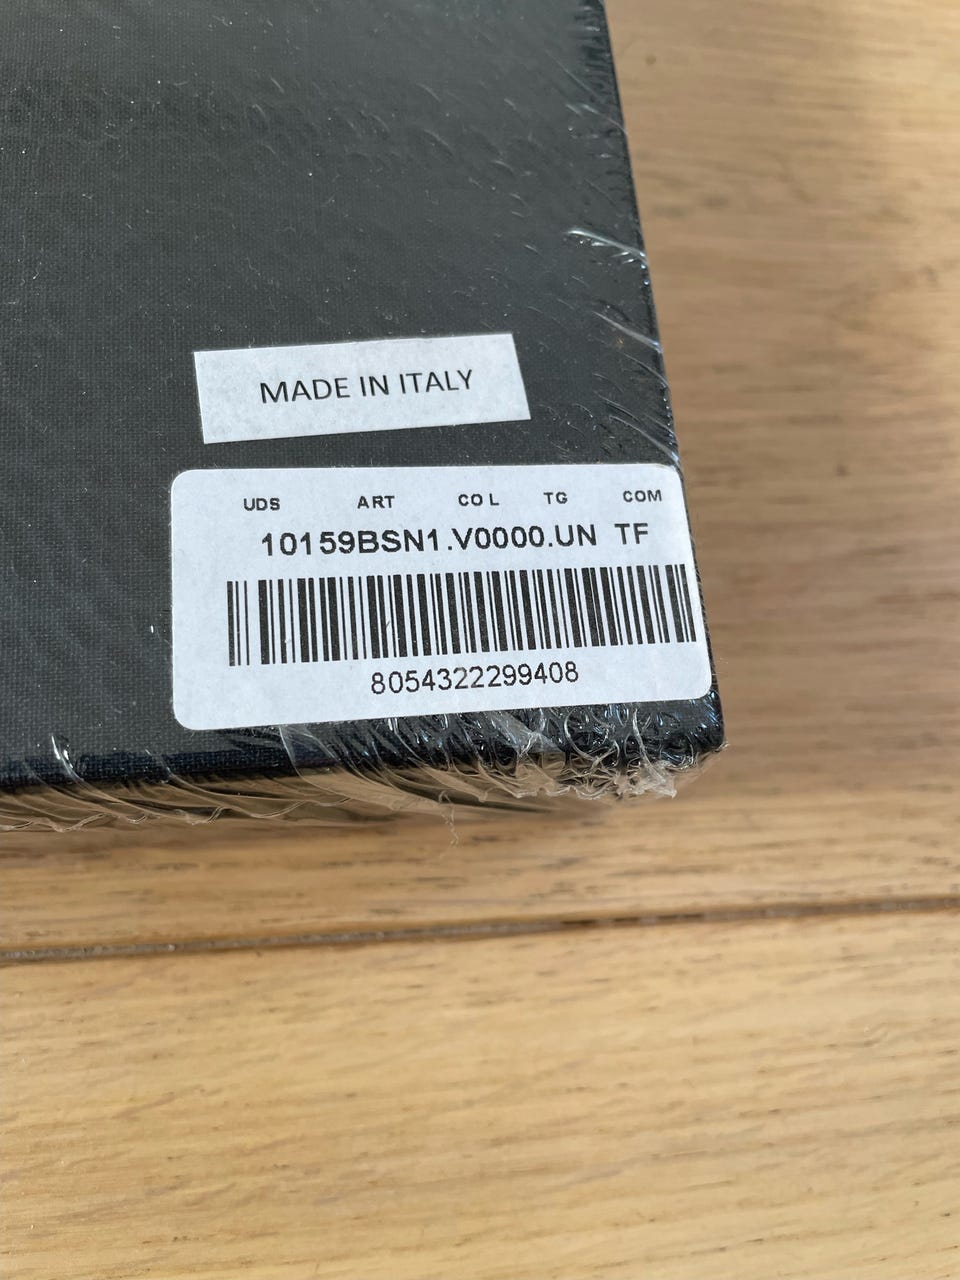 MADE IN ITALY
UDS ART COL TG COM
10159BSN1.V0000.UN TF
8054322299408